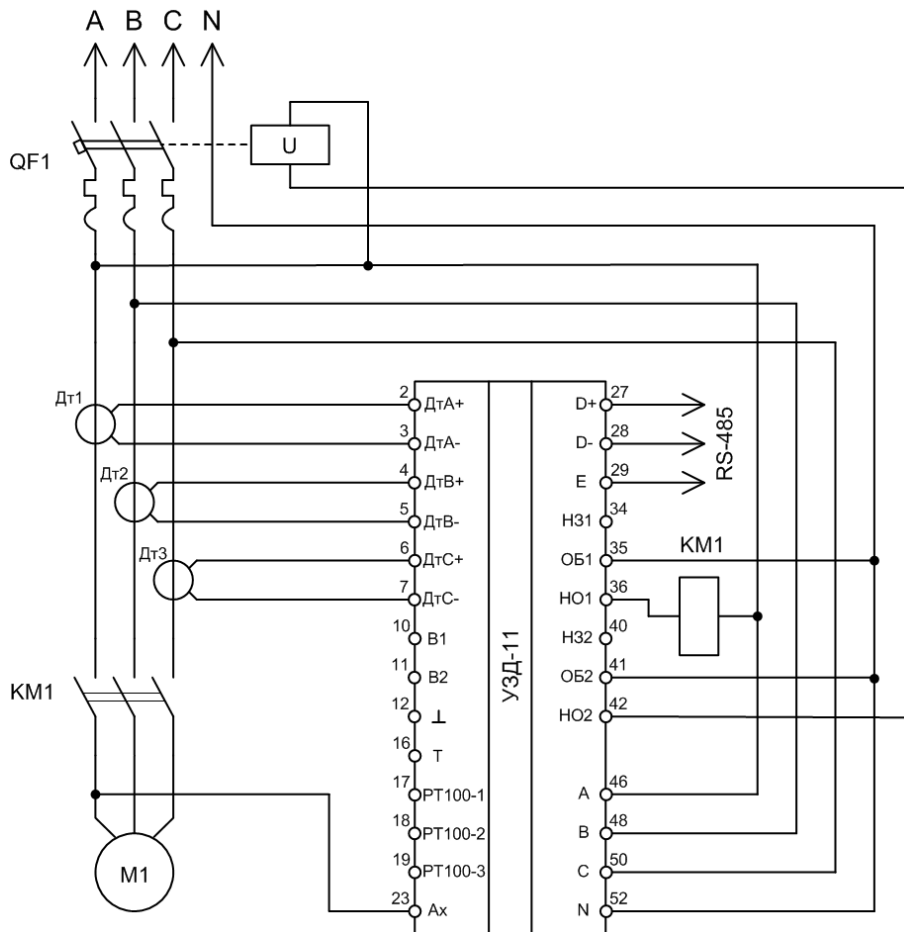 A B C N
U
QF1
Дт1
Дт2
Дт3
KM1
M1
2 ДтА+
3 ДтА-
4 ДтВ+
5 ДтВ-
6 ДтС+
7 ДтС-
10 В1
11 В2
12 ⊥
16 Т
17 РТ100-1
18 РТ100-2
19 РТ100-3
23 Ах
УЗД-11
D+ 27
D- 28
E 29
НЗ1 34
ОБ1 35
НО1 36
НЗ2 40
ОБ2 41
НО2 42
A 46
B 48
C 50
N 52
RS-485
KM1